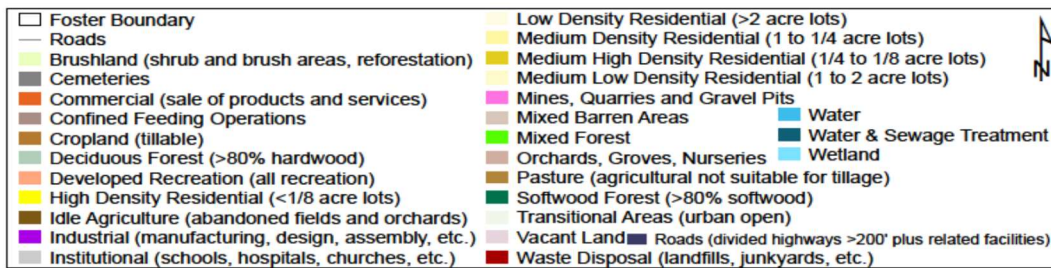 Foster Boundary
Roads
Brushland (shrub and brush areas, reforestation)
Cemeteries
Commercial (sale of products and services)
Confined Feeding Operations
Cropland (tillable)
Deciduous Forest (>80% hardwood)
Developed Recreation (all recreation)
High Density Residential (<1/8 acre lots)
Idle Agriculture (abandoned fields and orchards)
Industrial (manufacturing, design, assembly, etc.)
Institutional (schools, hospitals, churches, etc.)
Low Density Residential (>2 acre lots)
Medium Density Residential (1 to 1/4 acre lots)
Medium High Density Residential (1/4 to 1/8 acre lots)
Medium Low Density Residential (1 to 2 acre lots)
Mines, Quarries and Gravel Pits
Mixed Barren Areas
Mixed Forest
Orchards, Groves, Nurseries
Pasture (agricultural not suitable for tillage)
Softwood Forest (>80% softwood)
Transitional Areas (urban open)
Vacant Land
Waste Disposal (landfills, junkyards, etc.)
Water
Water & Sewage Treatment
Wetland
Roads (divided highways >200' plus related facilities)
N